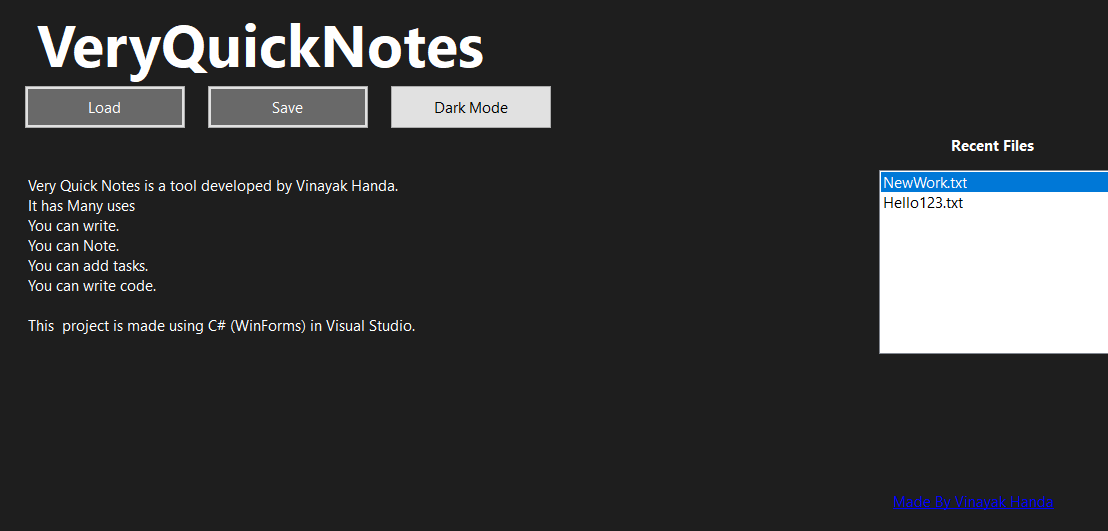 VeryQuickNotes
Load
Save
Dark Mode
Recent Files
NewWork.txt
Hello123.txt
Very Quick Notes is a tool developed by Vinayak Handa.
It has Many uses
You can write.
You can Note.
You can add tasks.
You can write code.
This  project is made using C# (WinForms) in Visual Studio.
Made By Vinayak Handa